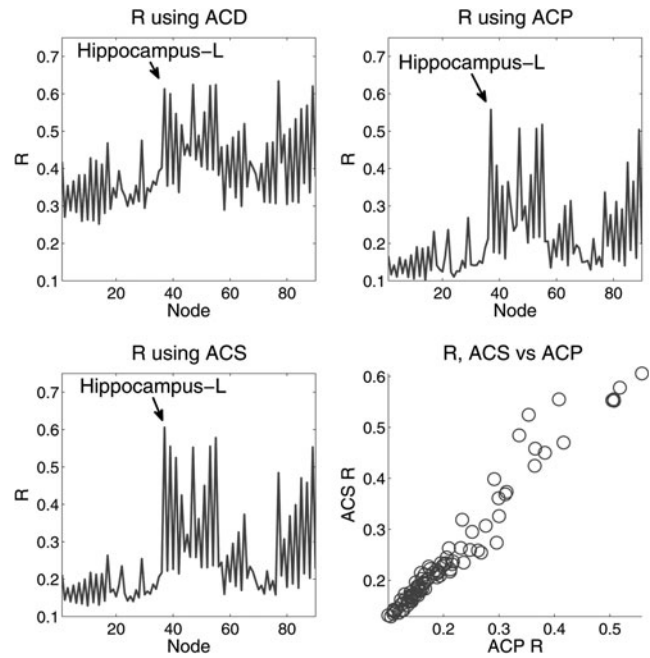 R using ACD
Hippocampus-L
R
0.7
0.6
0.5
0.4
0.3
0.2
0.1
20 40 60 80
Node
R using ACP
Hippocampus-L
R
0.7
0.6
0.5
0.4
0.3
0.2
0.1
20 40 60 80
Node
R using ACS
Hippocampus-L
R
0.7
0.6
0.5
0.4
0.3
0.2
0.1
20 40 60 80
Node
R, ACS vs ACP
ACS R
0.6
0.5
0.4
0.3
0.2
0.2 0.3 0.4 0.5
ACP R